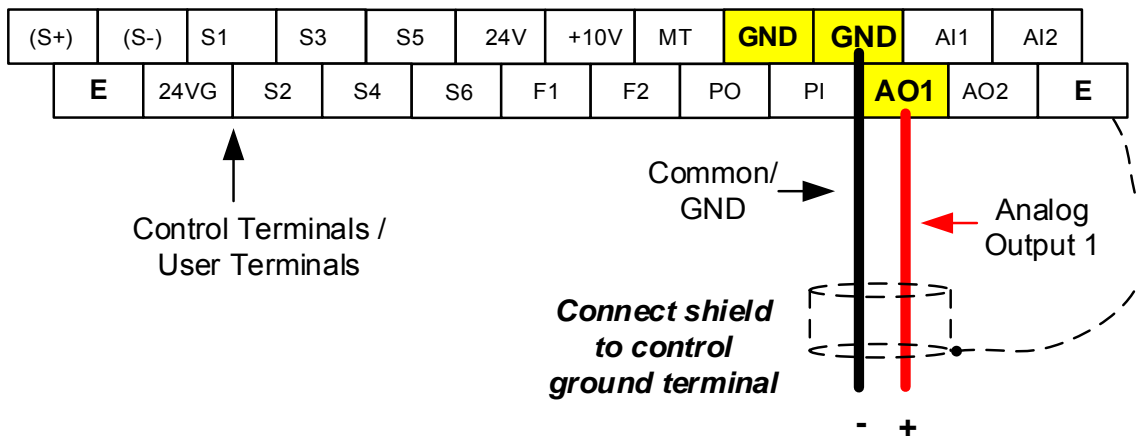 (S+) (S-) S1 S3 S5 24V +10V MT GND GND AI1 AI2
E 24VG S2 S4 S6 F1 F2 PO PI AO1 AO2 E
Common/
GND
Control Terminals /
User Terminals
Analog
Output 1
Connect shield
to control
ground terminal
- +